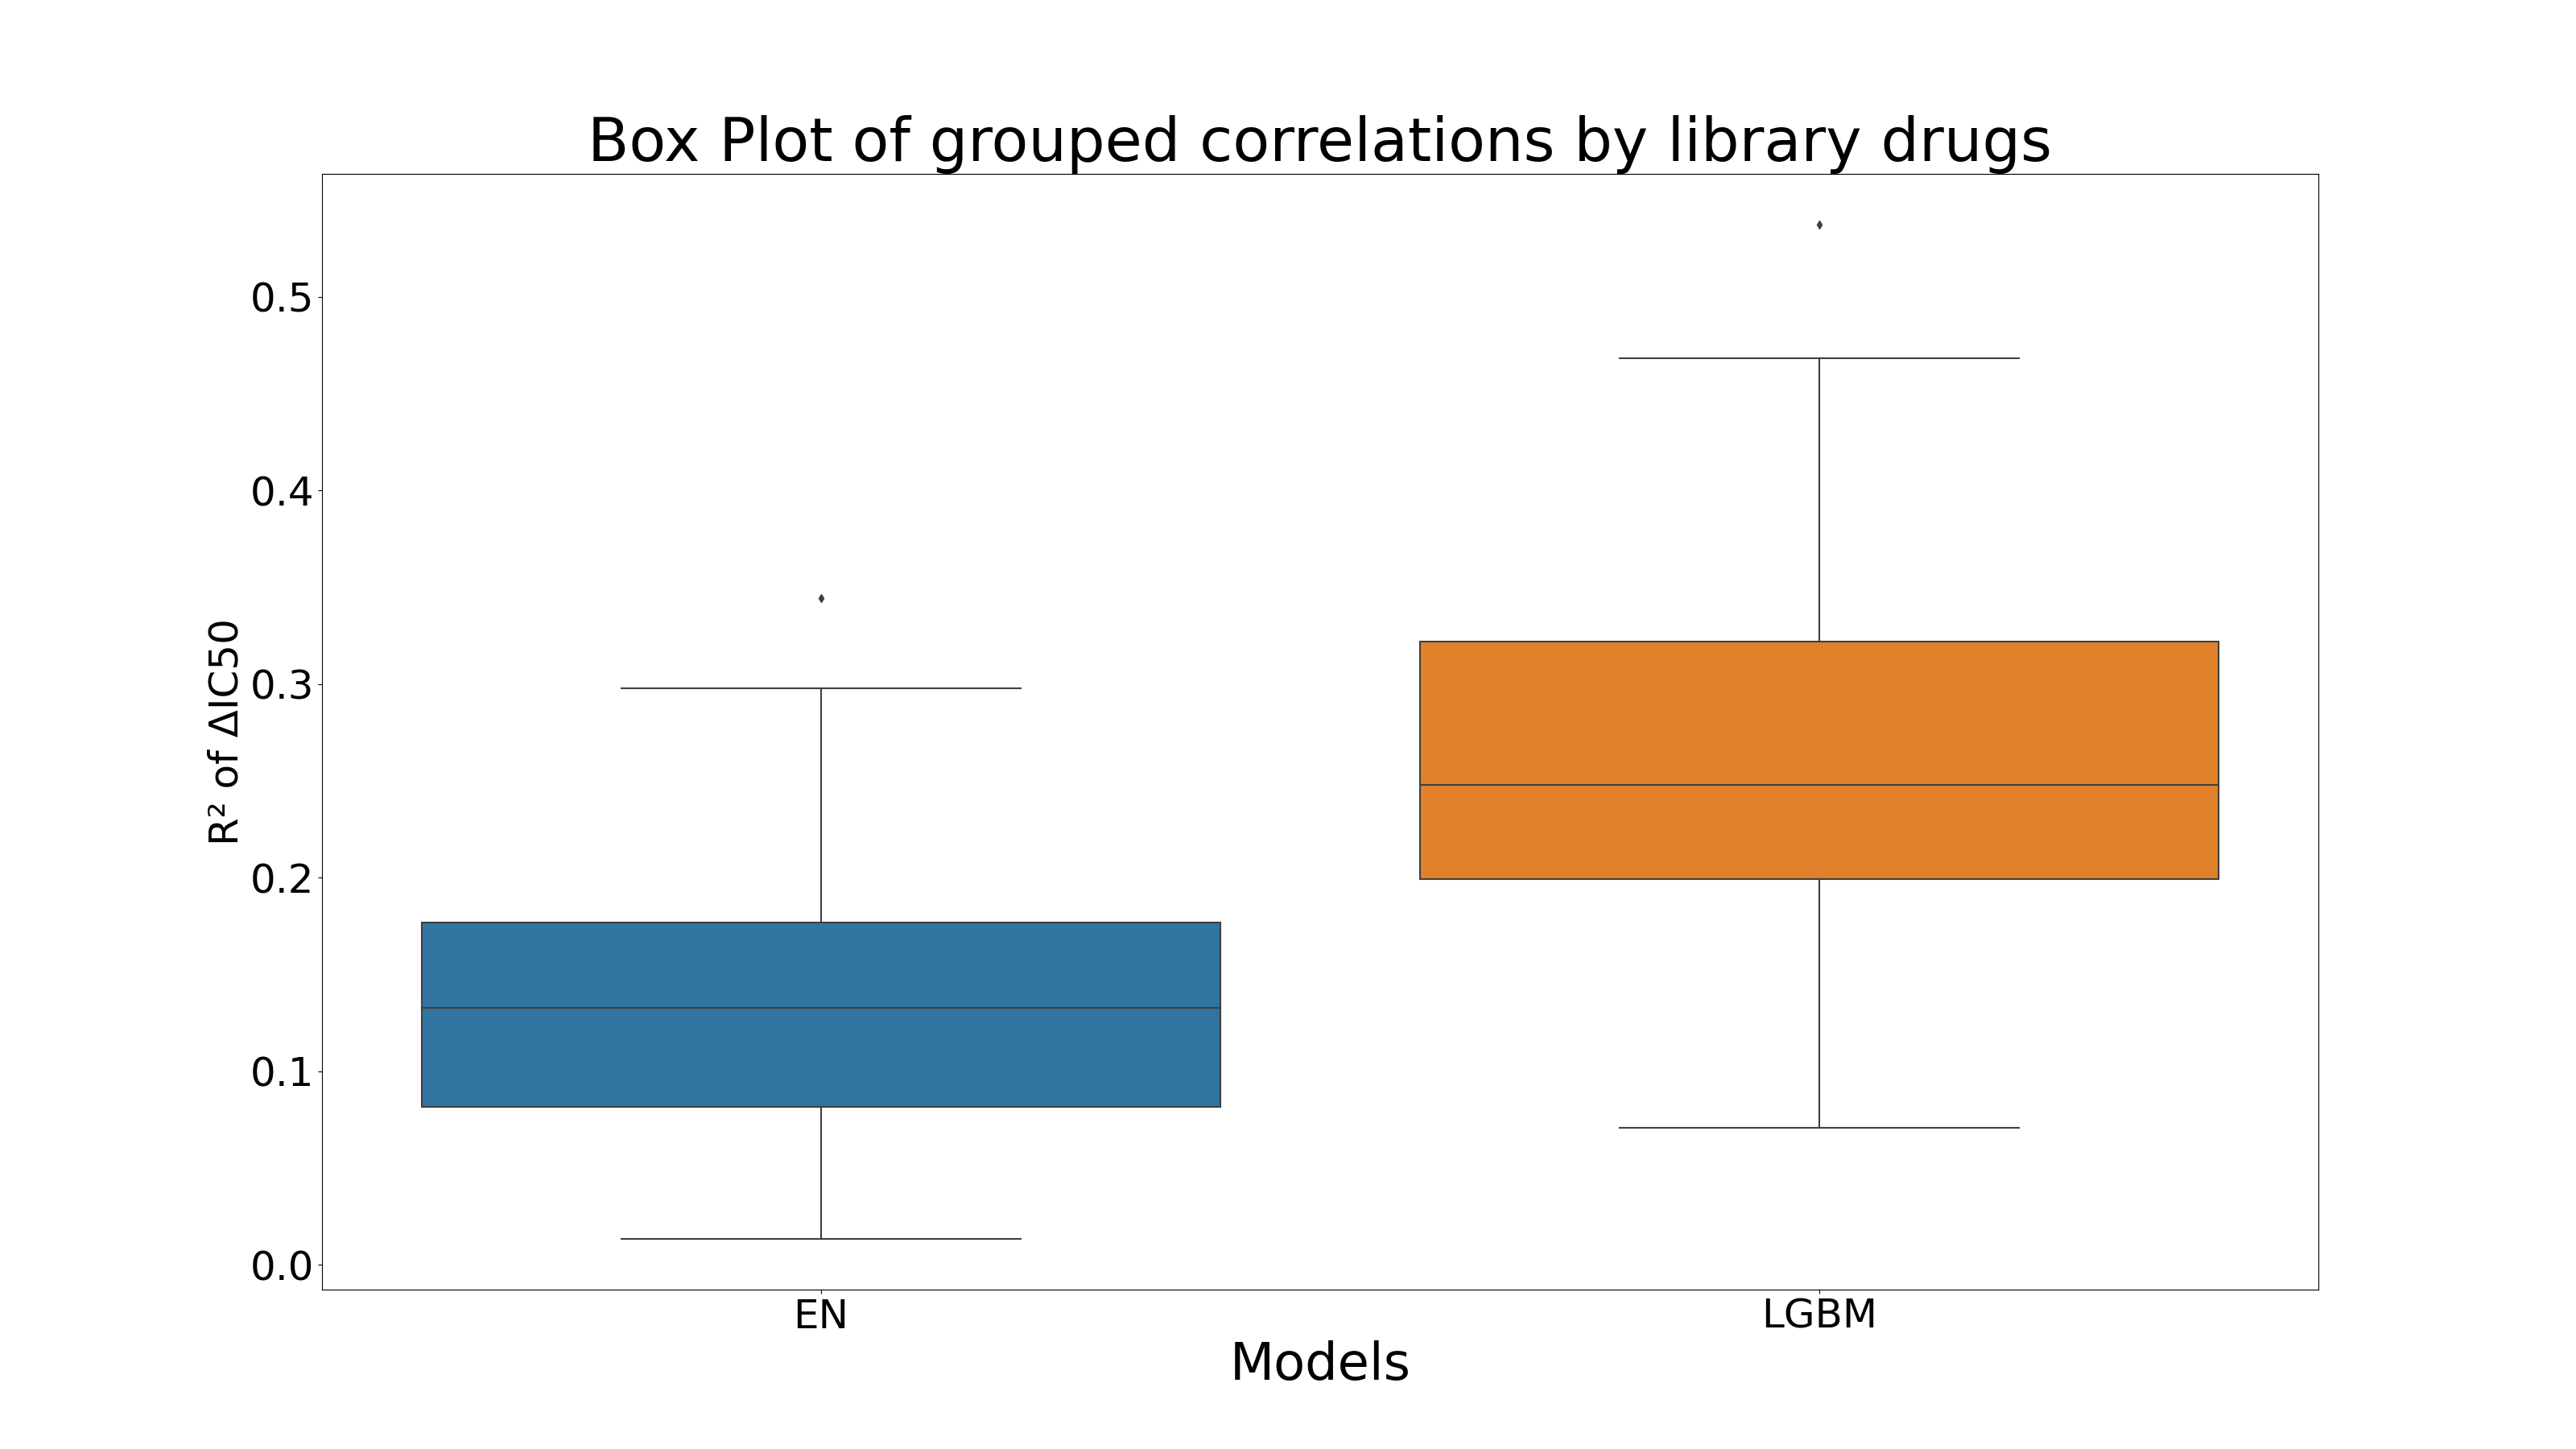 Box Plot of grouped correlations by library drugs
R² of ΔIC50
0.5
0.4
0.3
0.2
0.1
0.0
EN
LGBM
Models